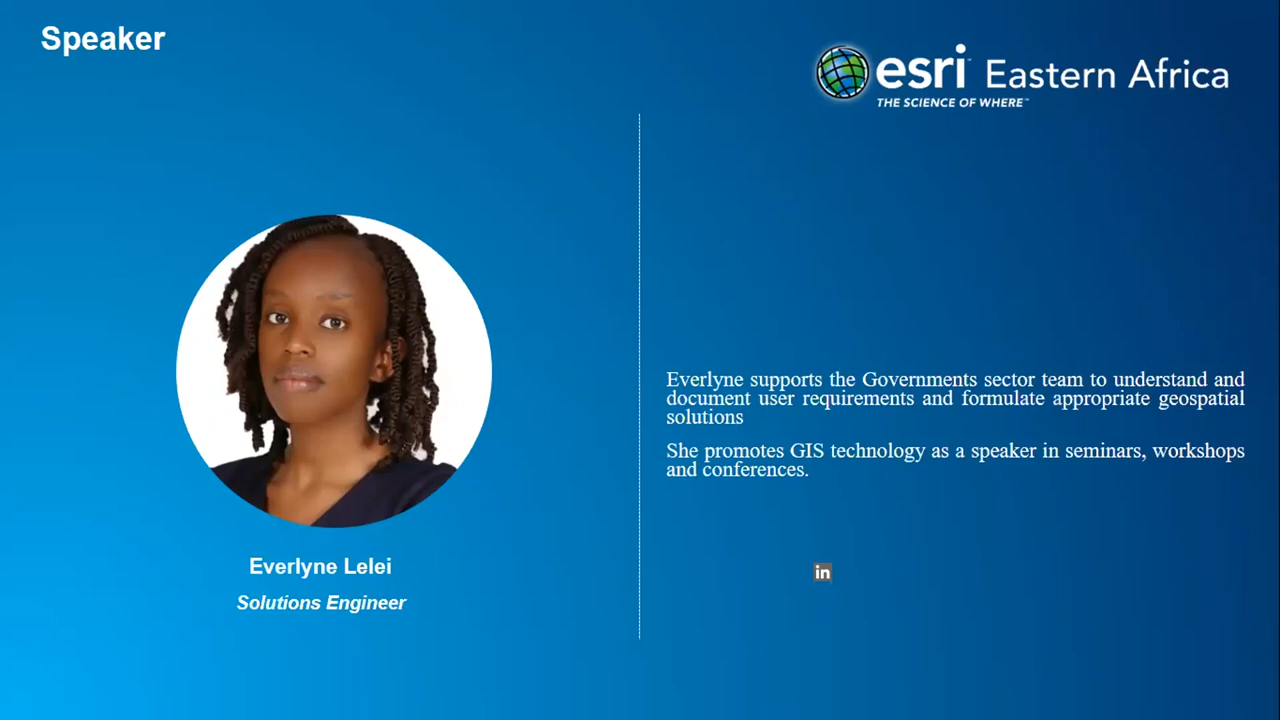 Speaker
esri Eastern Africa
THE SCIENCE OF WHERE™
Everlyne supports the Governments sector team to understand and
document user requirements and formulate appropriate geospatial
solutions
She promotes GIS technology as a speaker in seminars, workshops
and conferences.
in
Everlyne Lelei
Solutions Engineer